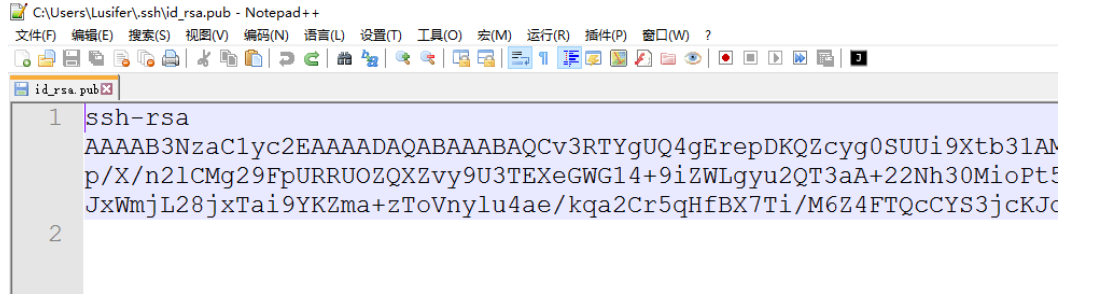 C:\Users\Lusifer\.ssh\id_rsa.pub - Notepad++
文件(F) 编辑(E) 搜索(S) 视图(V) 编码(N) 语言(L) 设置(T) 工具(O) 宏(M) 运行(R) 插件(P) 窗口(W) ?
id_rsa.pub
1 ssh-rsa
AAAAB3NzaC1yc2EAAAADAQABAAABAQCv3RTYgUQ4gErepDKQZcyg0SUUi9Xtb31AM
p/X/n2lCMg29FpURRUOZQXZvy9U3TEXeGWG14+9iZWLgyu2QT3aA+22Nh30MioPt5
JxWmjL28jxTai9YKZma+zToVnylu4ae/kqa2Cr5qHfBX7Ti/M6Z4FTQcCYS3jcKJ
2